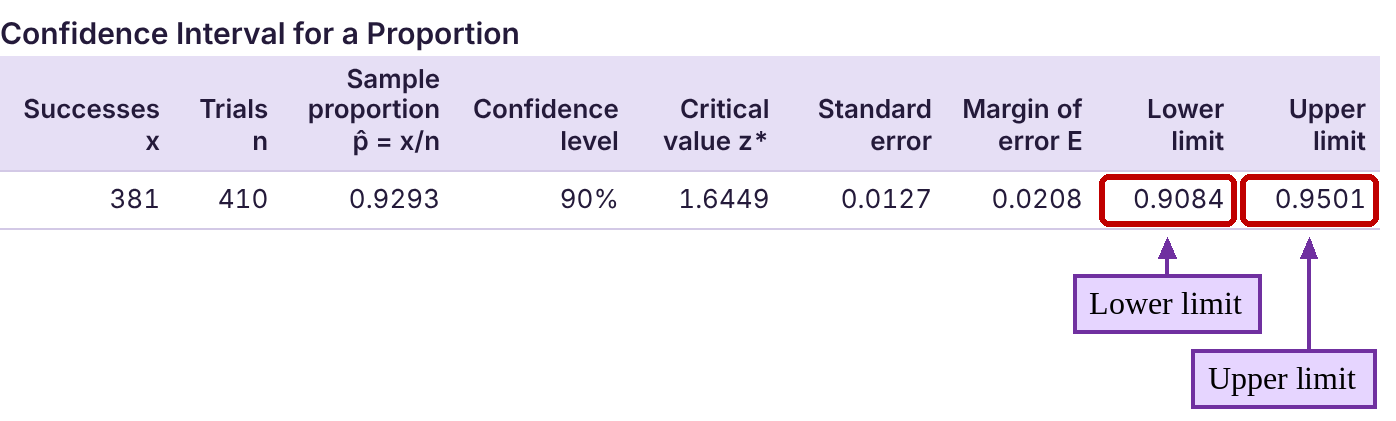 Confidence Interval for a Proportion
Successes x Trials n Sample proportion p̂ = x/n Confidence level Critical value z* Standard error Margin of error E Lower limit Upper limit
381 410 0.9293 90% 1.6449 0.0127 0.0208 0.9084 0.9501
Lower limit
Upper limit